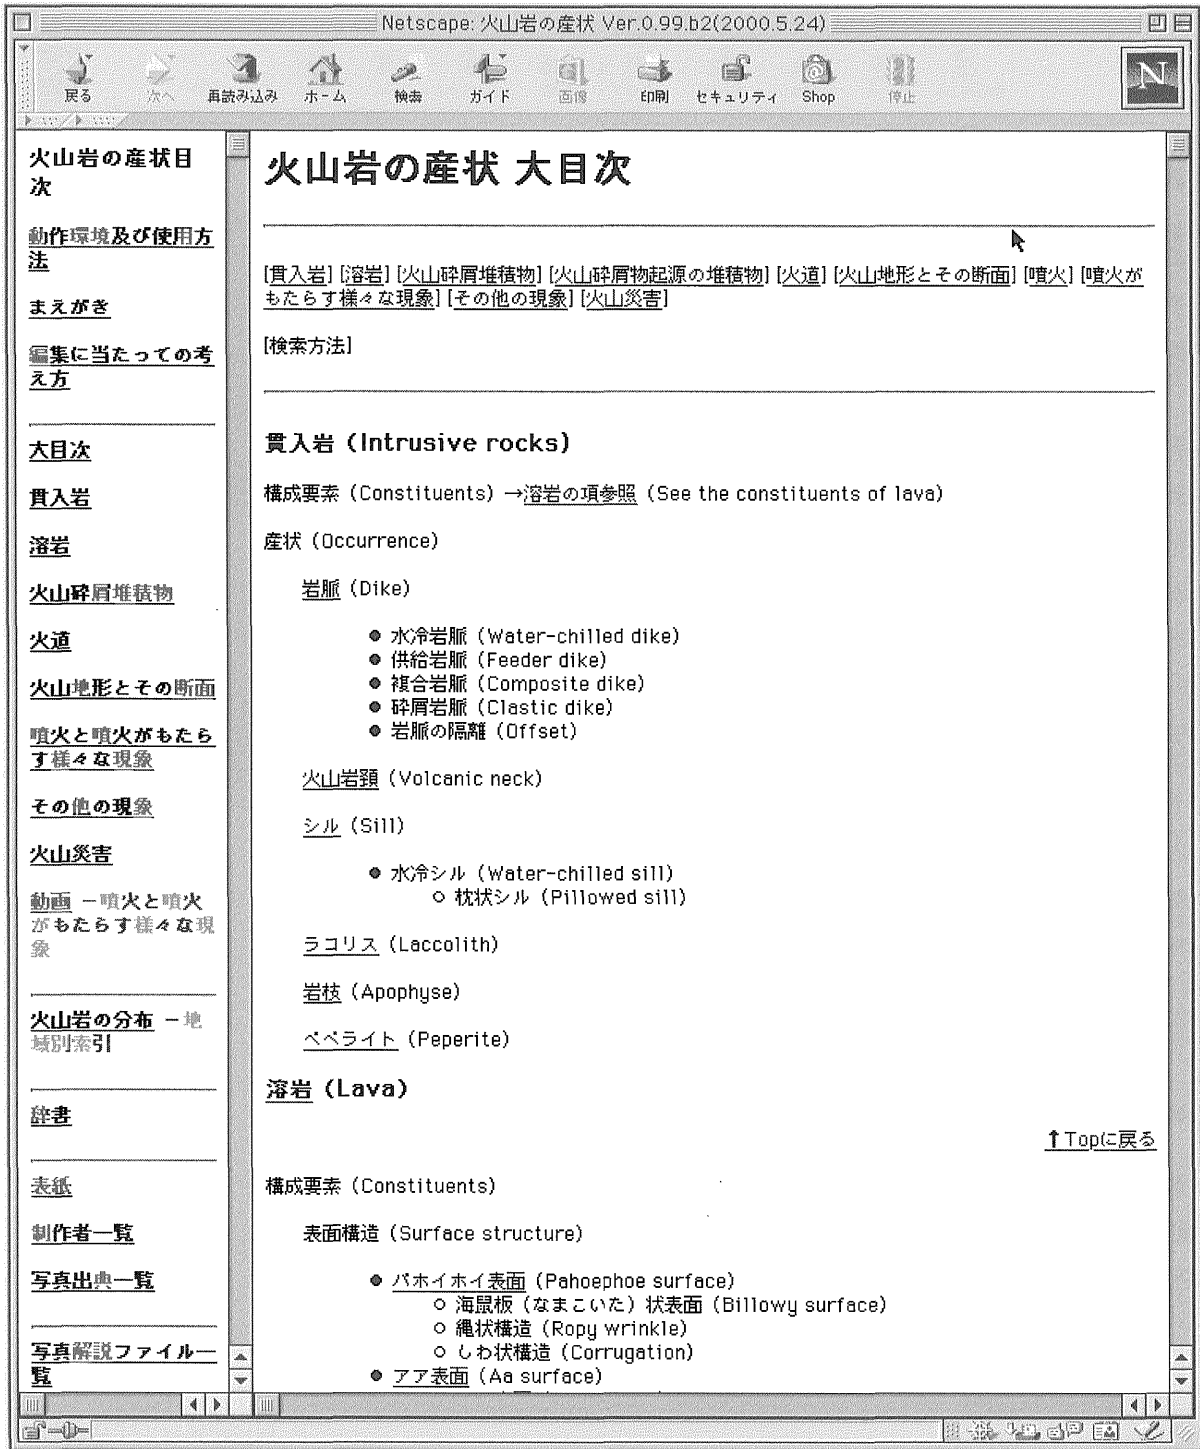 Netscape: 火山岩の産状 Ver.0.99.b2(2000.5.24)
戻る 次へ 再読み込み ホーム 検索 ガイド 画像 印刷 セキュリティ Shop 停止
N
火山岩の産状目
次
動作環境及び使用方
法
まえがき
編集に当たっての考
え方
大目次
貫入岩
溶岩
火山砕屑堆積物
火道
火山地形とその断面
噴火と噴火がもたら
す様々な現象
その他の現象
火山災害
動画 －噴火と噴火
がもたらす様々な現
象
火山岩の分布 －地
域別索引
辞書
表紙
制作者一覧
写真出典一覧
写真解説ファイル一
覧
火山岩の産状 大目次
[貫入岩] [溶岩] [火山砕屑堆積物] [火山砕屑物起源の堆積物] [火道] [火山地形とその断面] [噴火] [噴火が
もたらす様々な現象] [その他の現象] [火山災害]
[検索方法]
貫入岩（Intrusive rocks）
構成要素（Constituents）→溶岩の項参照（See the constituents of lava）
産状（Occurrence）
岩脈（Dike）
● 水冷岩脈（Water-chilled dike）
● 供給岩脈（Feeder dike）
● 複合岩脈（Composite dike）
● 砕屑岩脈（Clastic dike）
● 岩脈の隔離（Offset）
火山岩頚（Volcanic neck）
シル（Sill）
● 水冷シル（Water-chilled sill）
○ 枕状シル（Pillowed sill）
ラコリス（Laccolith）
岩枝（Apophyse）
ペペライト（Peperite）
溶岩（Lava）
↑Topに戻る
構成要素（Constituents）
表面構造（Surface structure）
● パホイホイ表面（Pahoephoe surface）
○ 海鼠板（なまこいた）状表面（Billowy surface）
○ 縄状構造（Ropy wrinkle）
○ しわ状構造（Corrugation）
● アア表面（Aa surface）